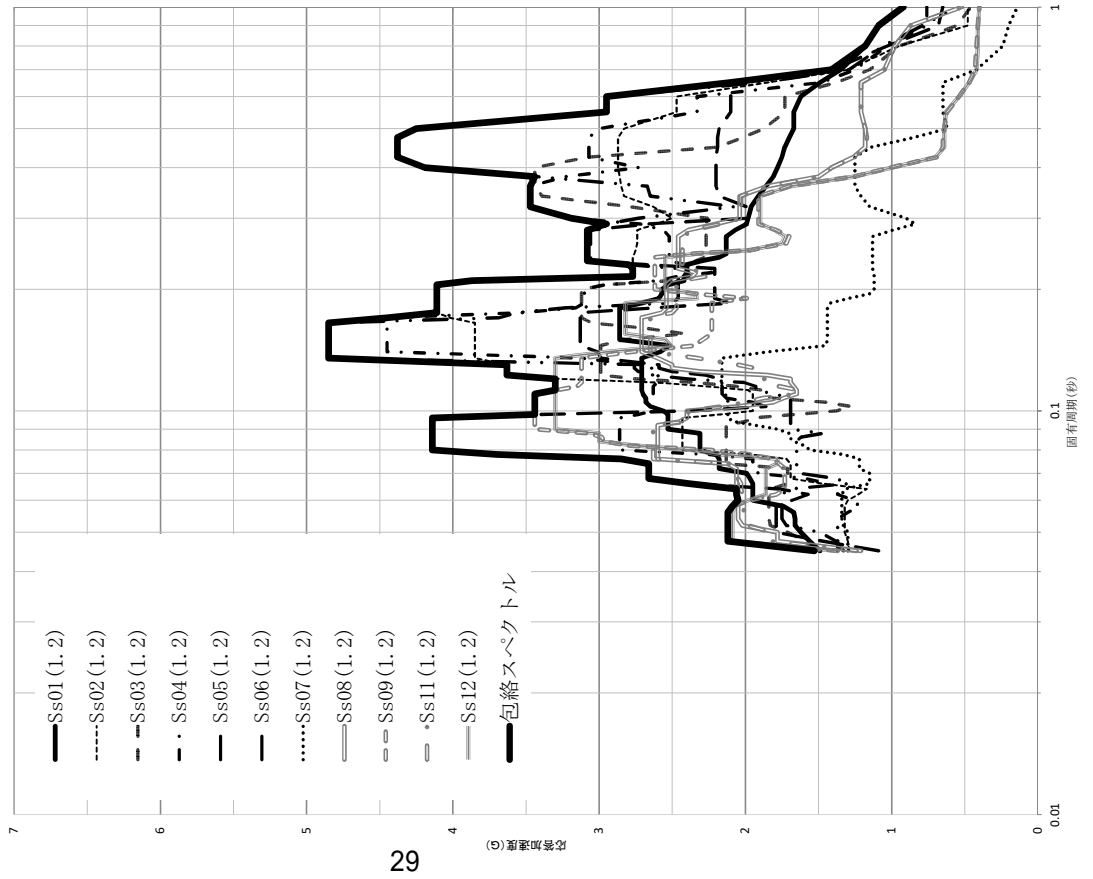 Ss01(1.2)
Ss02(1.2)
Ss03(1.2)
Ss04(1.2)
Ss05(1.2)
Ss06(1.2)
Ss07(1.2)
Ss08(1.2)
Ss09(1.2)
Ss11(1.2)
Ss12(1.2)
包絡スペクトル
7
6
5
4
3
2
1
0
応答加速度(G)
0.01
0.1
1
固有周期(秒)
29